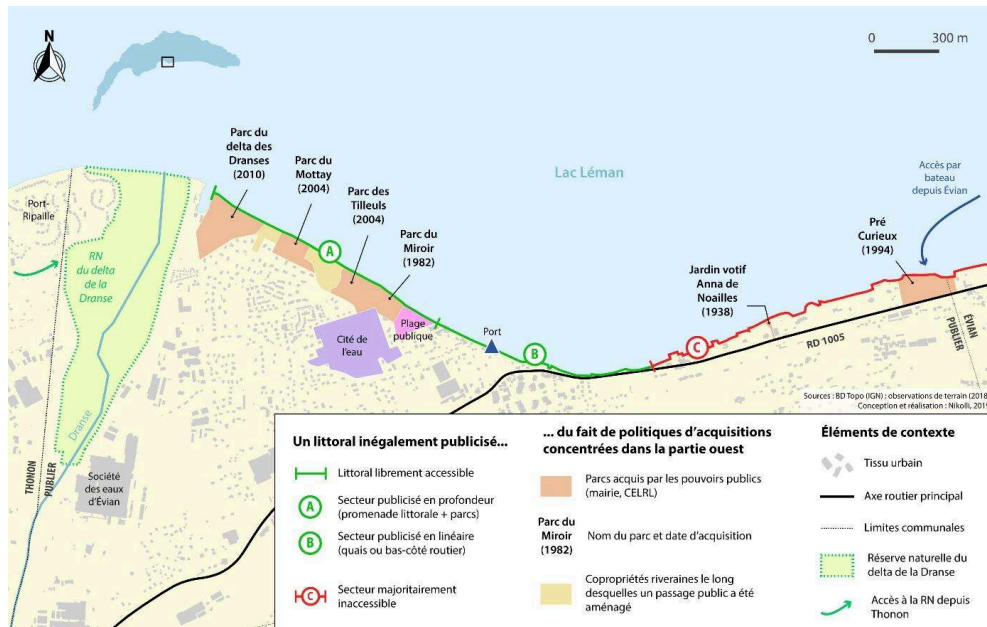 N
0
300 m
Parc du
delta des
Dranses
(2010)
Parc du
Mottay
(2004)
Parc des
Tilleuls
(2004)
Parc du
Miroir
(1982)
Lac Léman
Accès par
bateau
depuis Évian
Pré
Curieux
(1994)
Jardin votif
Anna de
Noailles
(1938)
Port-
Ripaille
RN
du delta
de la
Dranse
A
Plage
publique
Cité de
l'eau
Port
B
C
RD 1005
ÉVIAN
PUBLIER
Dranse
Société
des eaux
d'Évian
THONON
PUBLIER
Sources : BD Topo (IGN) ; observations de terrain (2018
Conception et réalisation : Nikolli, 2019
Un littoral inégalement publicisé...
Littoral librement accessible
A
Secteur publicisé en profondeur
(promenade littorale + parcs)
B
Secteur publicisé en linéaire
(quais ou bas-côté routier)
C
Secteur majoritairement
inaccessible
... du fait de politiques d'acquisitions
concentrées dans la partie ouest
Parcs acquis par les pouvoirs publics
(mairie, CELRL)
Parc du
Miroir
(1982)
Nom du parc et date d'acquisition
Copropriétés riveraines le long
desquelles un passage public a été
aménagé
Éléments de contexte
Tissu urbain
Axe routier principal
Limites communales
Réserve naturelle du
delta de la Dranse
Accès à la RN depuis
Thonon